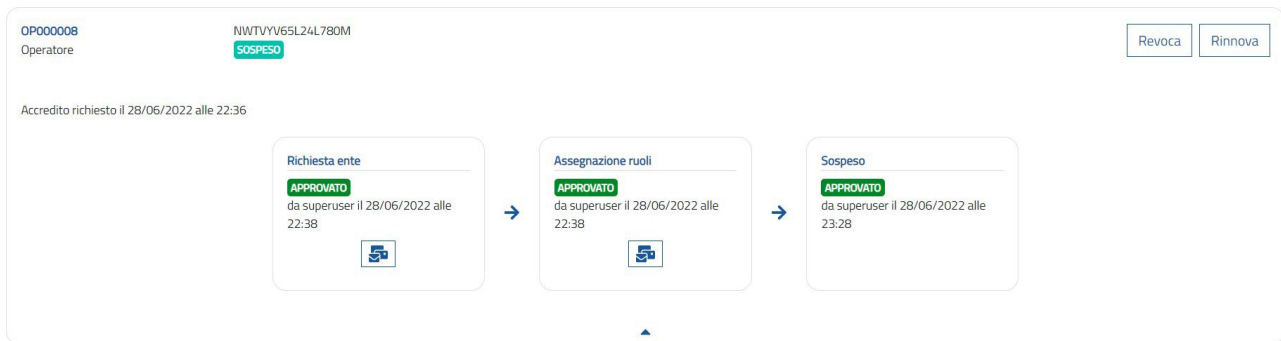 OP000008
NWTVYV65L24L780M
Revoca
Rinnova
Operatore
SOSPESO
Accredito richiesto il 28/06/2022 alle 22:36
Richiesta ente
APPROVATO
da superuser il 28/06/2022 alle
22:38
Assegnazione ruoli
APPROVATO
da superuser il 28/06/2022 alle
22:38
Sospeso
APPROVATO
da superuser il 28/06/2022 alle
23:28